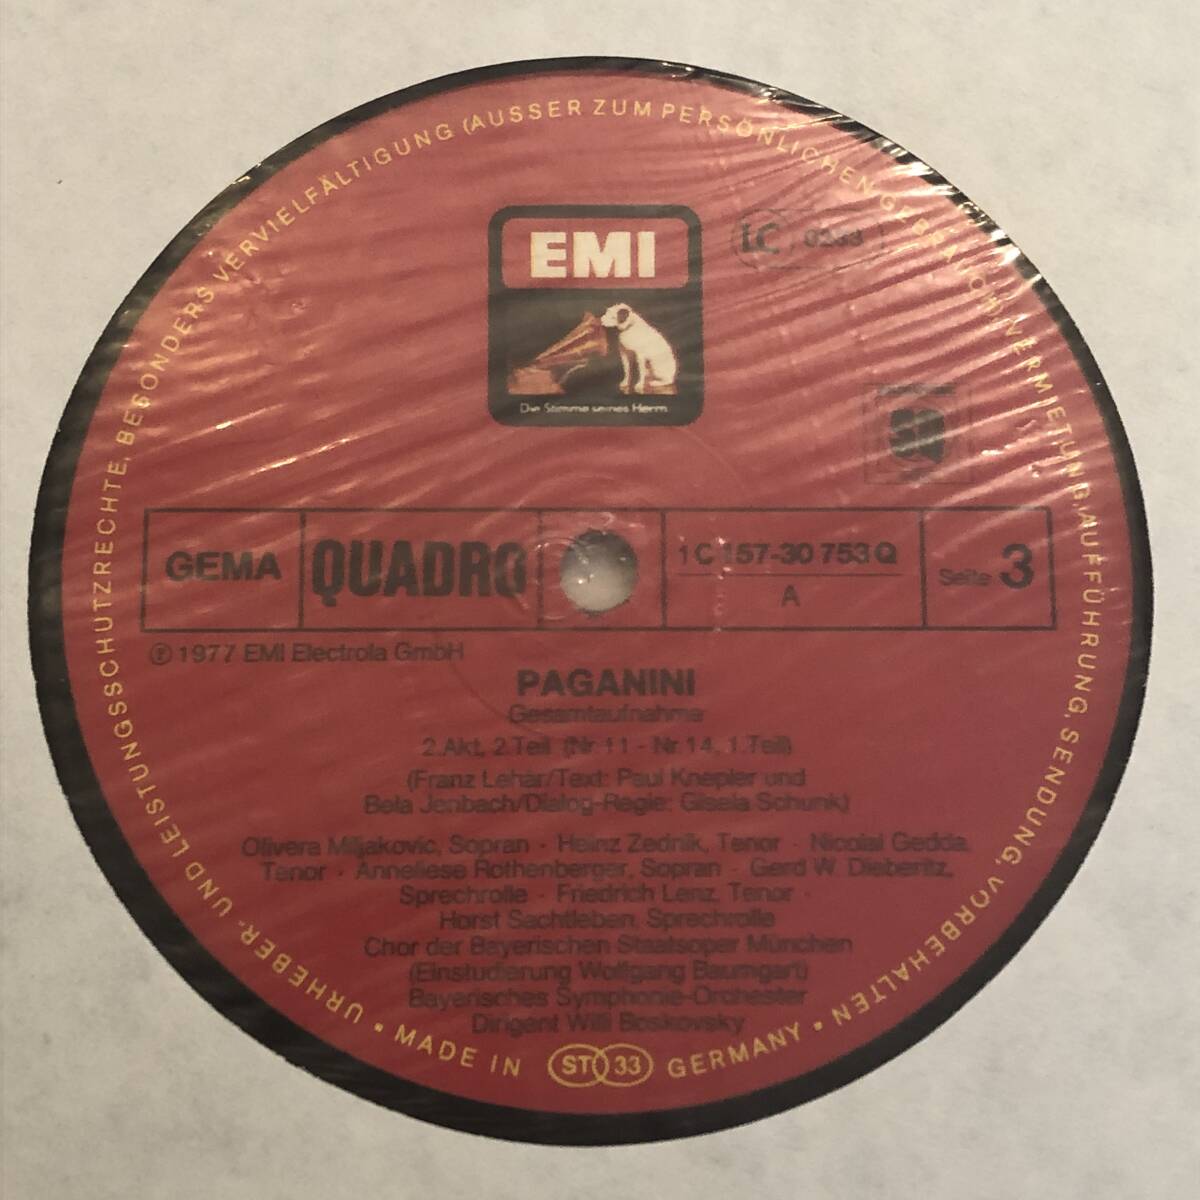 URHEBER- UND LEISTUNGSSCHUTZRECHTE, BESONDERS VERVIELFÄLTIGUNG (AUSSER ZUM PERSÖNLICHEN GEBRAUCH), VERMIETUNG, AUFFÜHRUNG, SENDUNG, VORBEHALTEN •
EMI
LC
Die Stimme seines Herrn
GEMA
QUADRO
1 C 157-30 753 Q
A
Seite 3
℗ 1977 EMI Electrola GmbH
PAGANINI
Gesamtaufnahme
2. Akt, 2. Teil (Nr. 11 - Nr. 14, 1. Teil)
(Franz Lehár/Text: Paul Knepler und
Bela Jenbach/Dialog-Regie: Gisela Schunk)
Olivera Miljakovic, Sopran · Heinz Zednik, Tenor · Nicolai Gedda,
Tenor · Anneliese Rothenberger, Sopran · Gerd W. Dieberitz,
Sprechrolle · Friedrich Lenz, Tenor ·
Horst Sachtleben, Sprechrolle
Chor der Bayerischen Staatsoper München
(Einstudierung Wolfgang Baumgart)
Bayerisches Symphonie-Orchester
Dirigent Willi Boskovsky
• MADE IN ST 33 GERMANY •